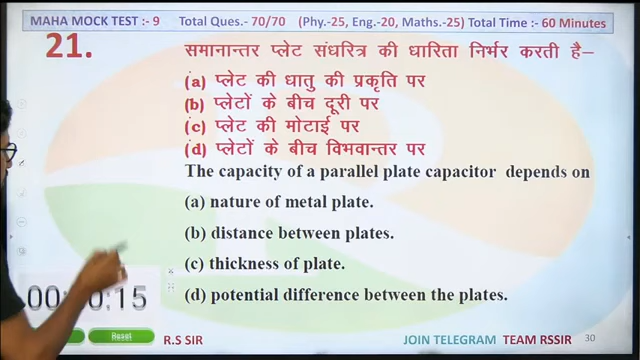 MAHA MOCK TEST :- 9 Total Ques.- 70/70 (Phy.-25, Eng.-20, Maths.-25) Total Time :- 60 Minutes
21. समानान्तर प्लेट संधरित्र की धारिता निर्भर करती है–
(a) प्लेट की धातु की प्रकृति पर
(b) प्लेटों के बीच दूरी पर
(c) प्लेट की मोटाई पर
(d) प्लेटों के बीच विभवान्तर पर
The capacity of a parallel plate capacitor depends on
(a) nature of metal plate.
(b) distance between plates.
(c) thickness of plate.
(d) potential difference between the plates.
Reset
R.S SIR JOIN TELEGRAM TEAM RSSIR 30